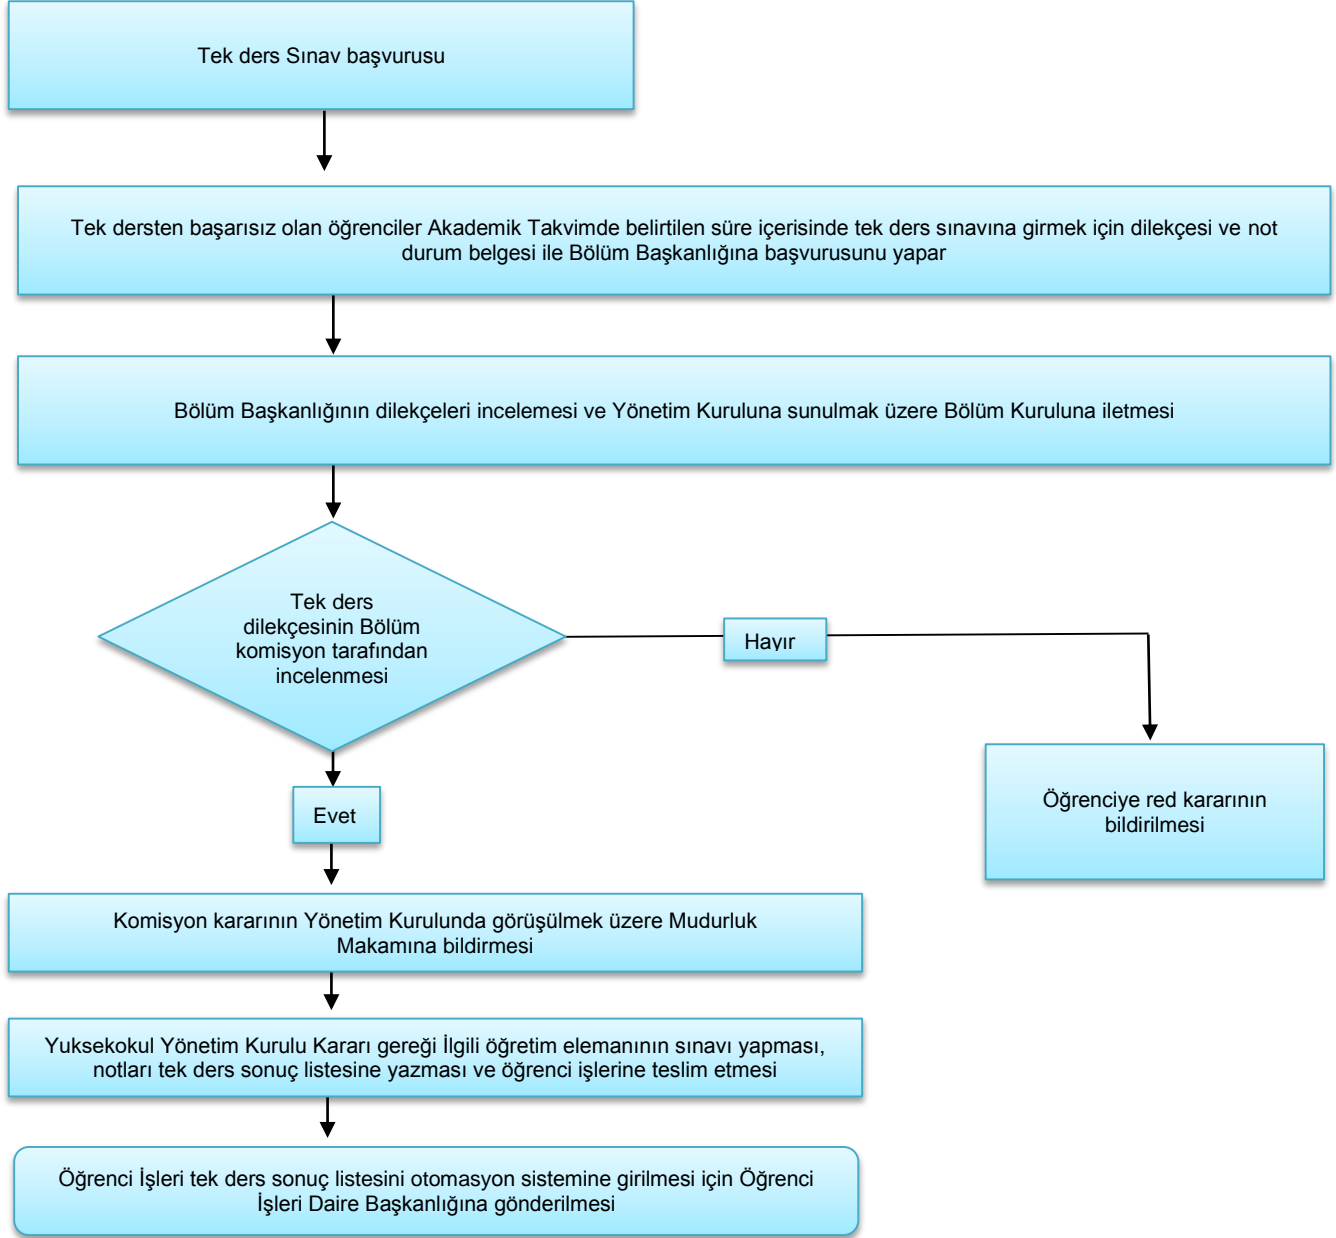 Tek ders Sınav başvurusu
Tek dersten başarısız olan öğrenciler Akademik Takvimde belirtilen süre içerisinde tek ders sınavına girmek için dilekçesi ve not
durum belgesi ile Bölüm Başkanlığına başvurusunu yapar
Bölüm Başkanlığının dilekçeleri incelemesi ve Yönetim Kuruluna sunulmak üzere Bölüm Kuruluna iletmesi
Tek ders
dilekçesinin Bölüm
komisyon tarafından
incelenmesi
Hayır
Öğrenciye red kararının
bildirilmesi
Evet
Komisyon kararının Yönetim Kurulunda görüşülmek üzere Mudurluk
Makamına bildirmesi
Yuksekokul Yönetim Kurulu Kararı gereği İlgili öğretim elemanının sınavı yapması,
notları tek ders sonuç listesine yazması ve öğrenci işlerine teslim etmesi
Öğrenci İşleri tek ders sonuç listesini otomasyon sistemine girilmesi için Öğrenci
İşleri Daire Başkanlığına gönderilmesi